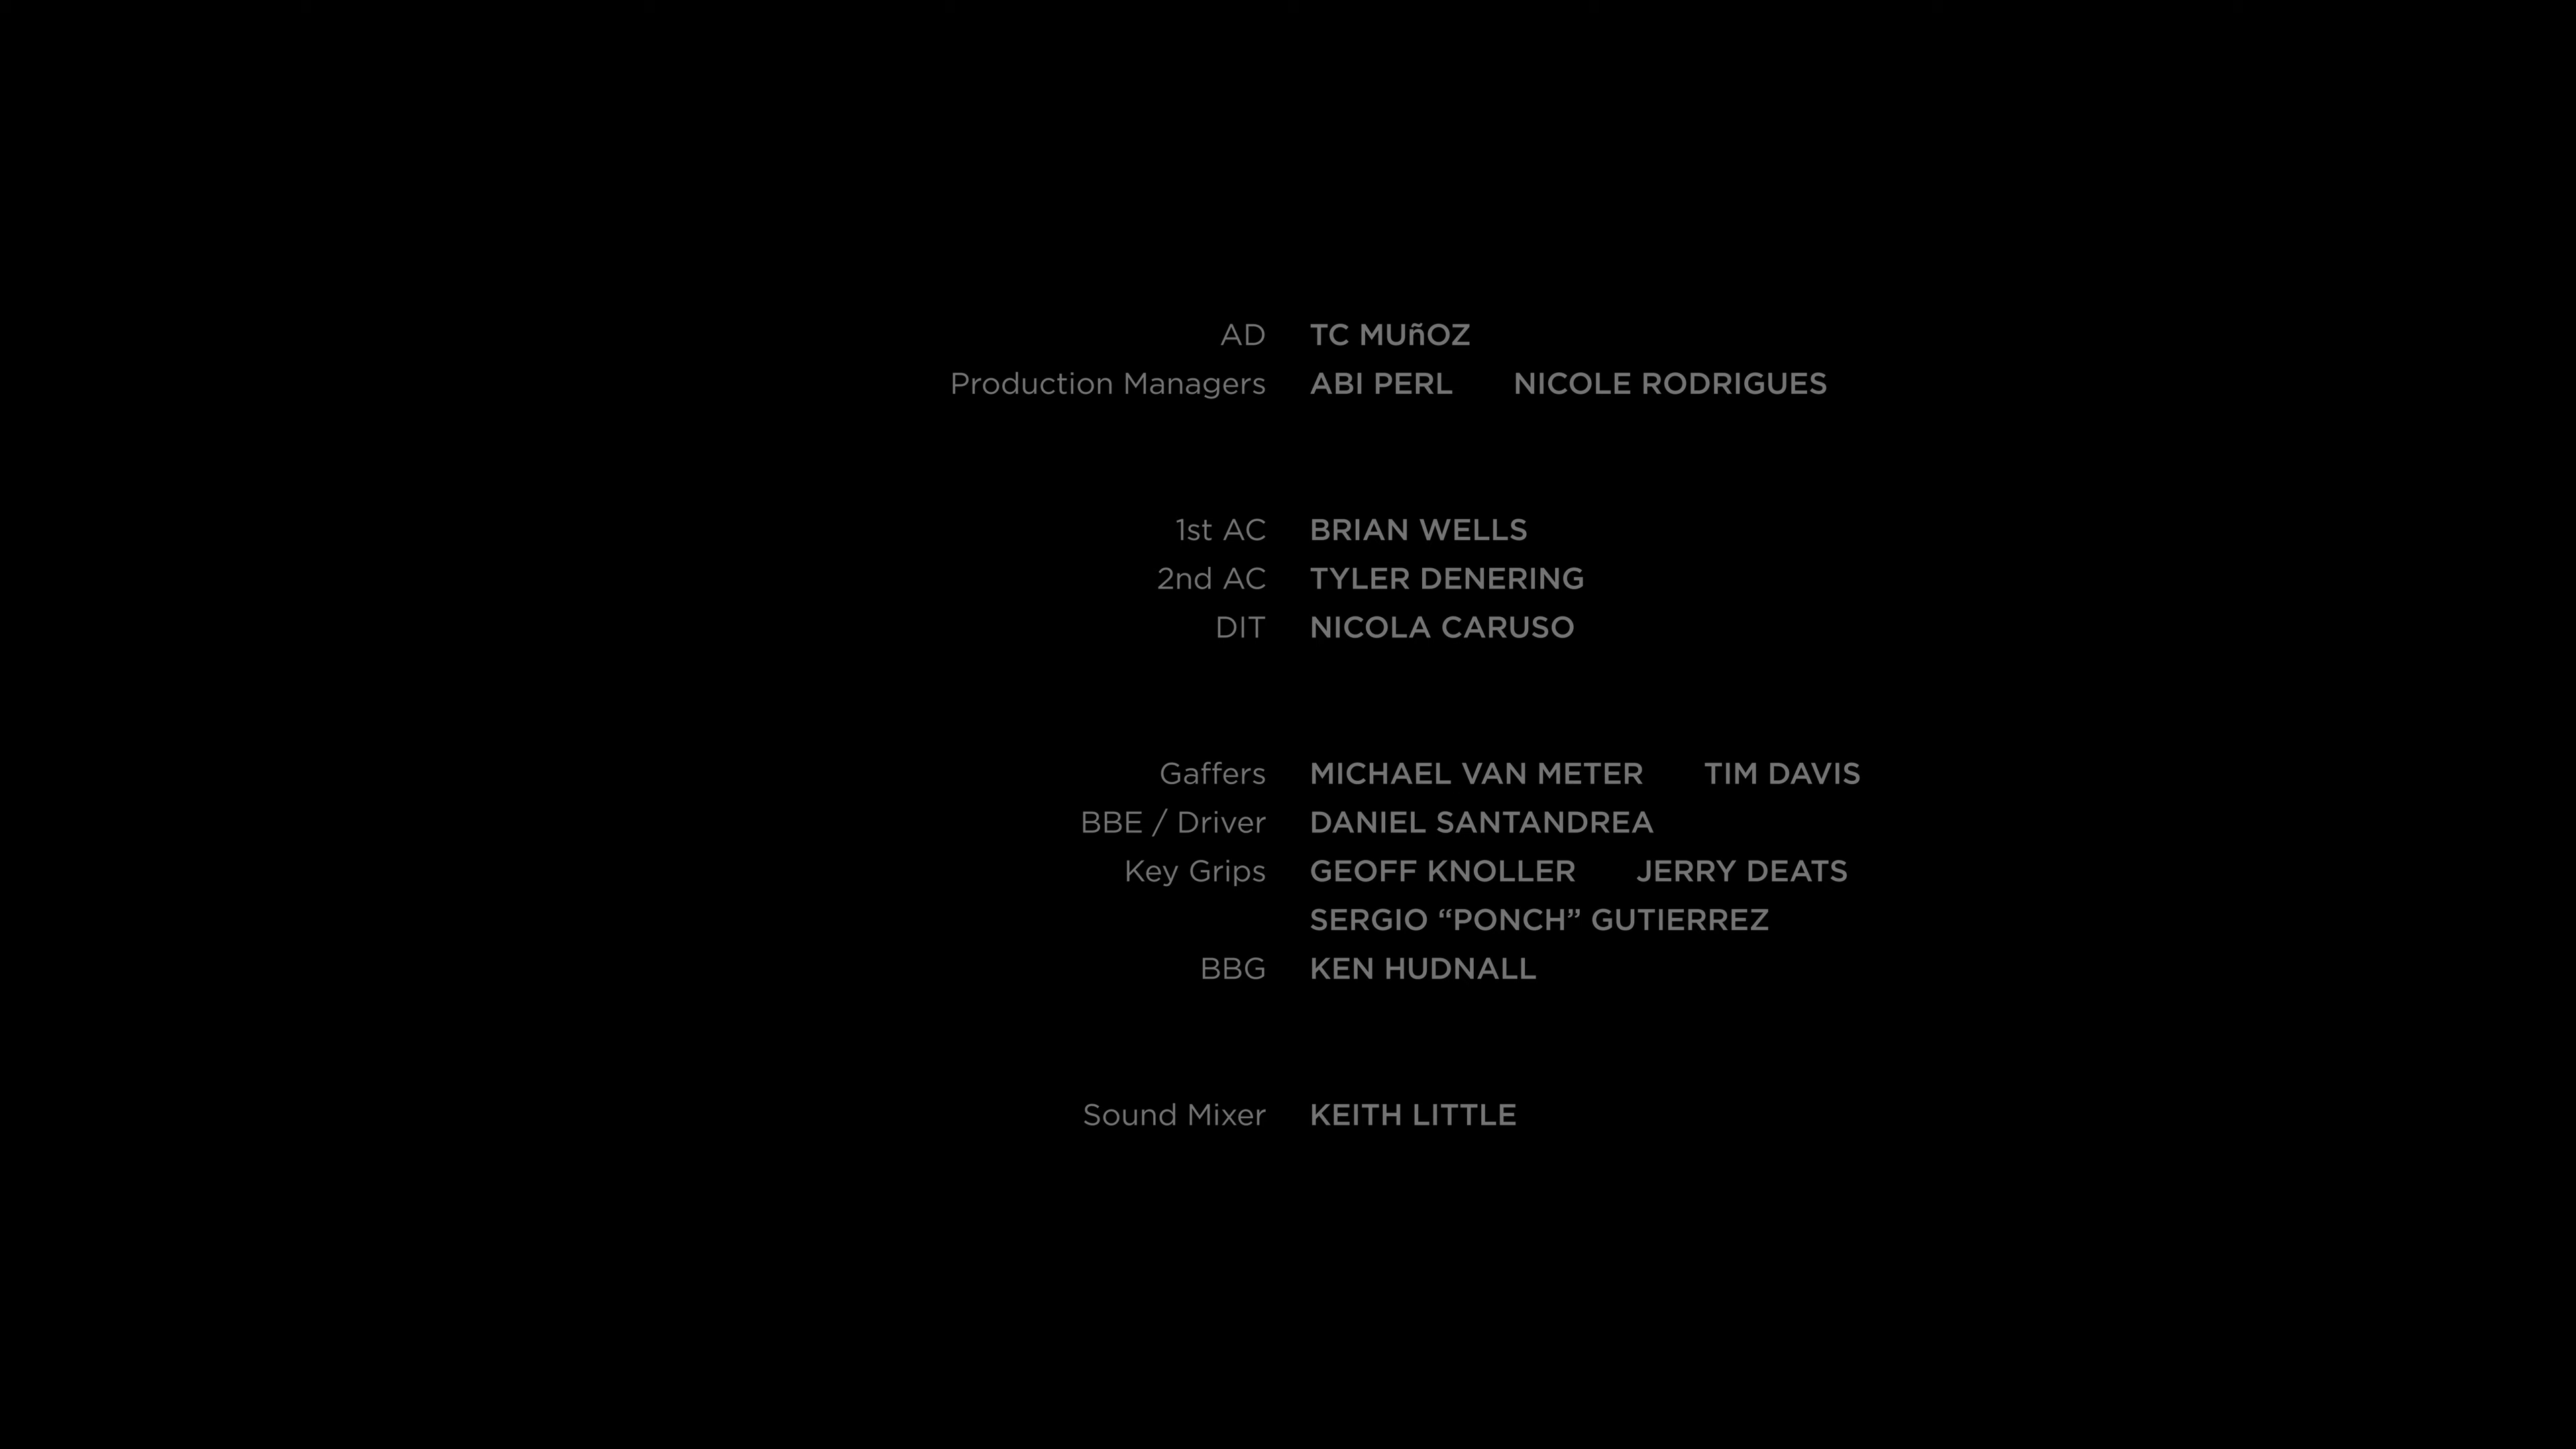 AD TC MUñOZ
Production Managers ABI PERL NICOLE RODRIGUES
1st AC BRIAN WELLS
2nd AC TYLER DENERING
DIT NICOLA CARUSO
Gaffers MICHAEL VAN METER TIM DAVIS
BBE / Driver DANIEL SANTANDREA
Key Grips GEOFF KNOLLER JERRY DEATS
SERGIO “PONCH” GUTIERREZ
BBG KEN HUDNALL
Sound Mixer KEITH LITTLE